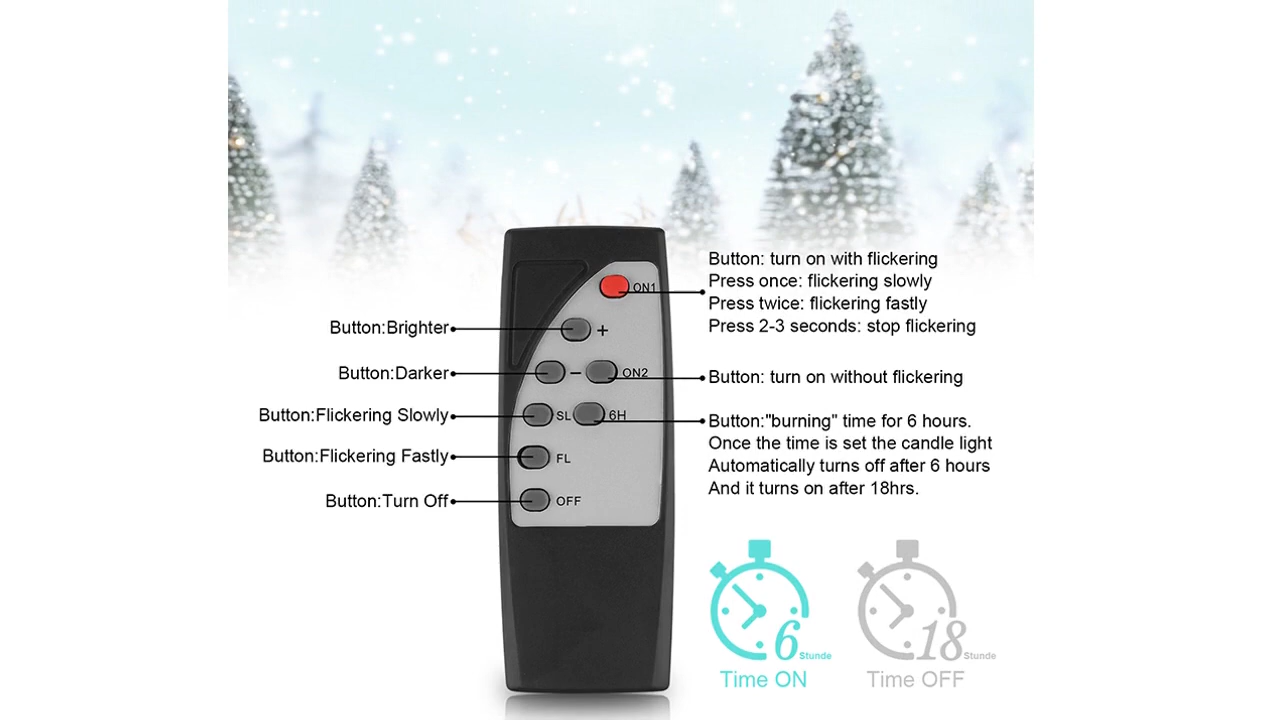 Button: turn on with flickering
Press once: flickering slowly
Press twice: flickering fastly
Press 2-3 seconds: stop flickering
ON1
Button:Brighter
+
Button:Darker
–
ON2
Button: turn on without flickering
Button:Flickering Slowly
SL
6H
Button:"burning" time for 6 hours.
Once the time is set the candle light
Automatically turns off after 6 hours
And it turns on after 18hrs.
Button:Flickering Fastly
FL
Button:Turn Off
OFF
6 Stunde
Time ON
18 Stunde
Time OFF